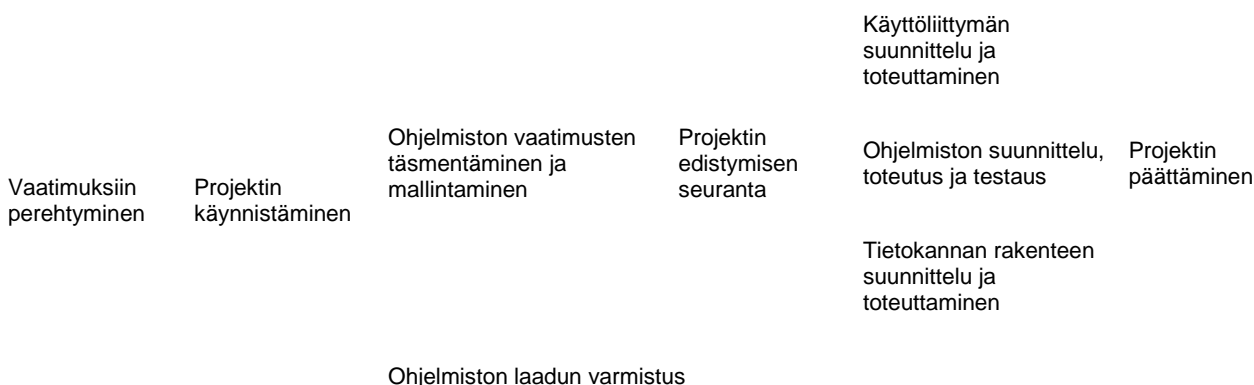 Vaatimuksiin
perehtyminen
Projektin
käynnistäminen
Ohjelmiston vaatimusten
täsmentäminen ja
mallintaminen
Projektin
edistymisen
seuranta
Käyttöliittymän
suunnittelu ja
toteuttaminen
Ohjelmiston suunnittelu,
toteutus ja testaus
Tietokannan rakenteen
suunnittelu ja
toteuttaminen
Projektin
päättäminen
Ohjelmiston laadun varmistus